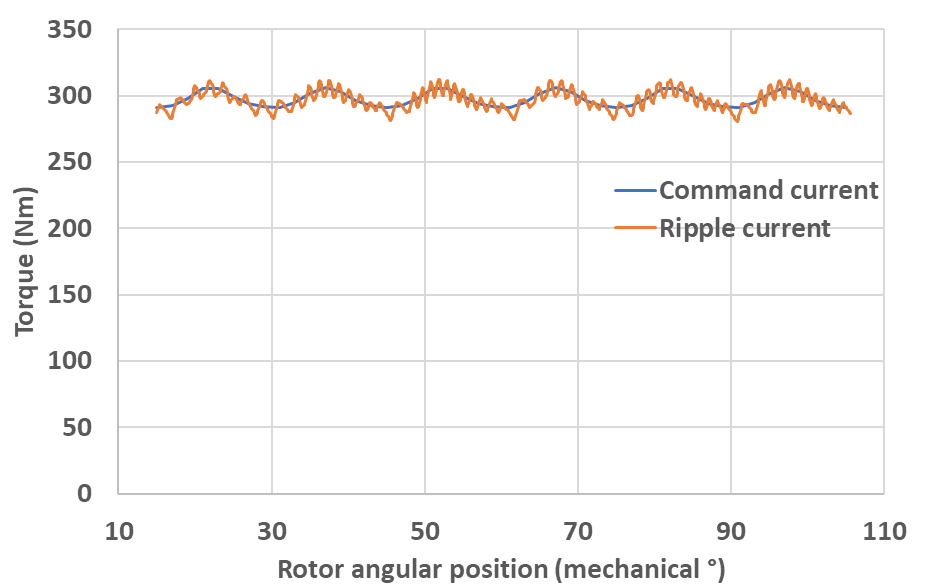 350
300
250
200
150
100
50
0
Torque (Nm)
Command current
Ripple current
10 30 50 70 90 110
Rotor angular position (mechanical °)